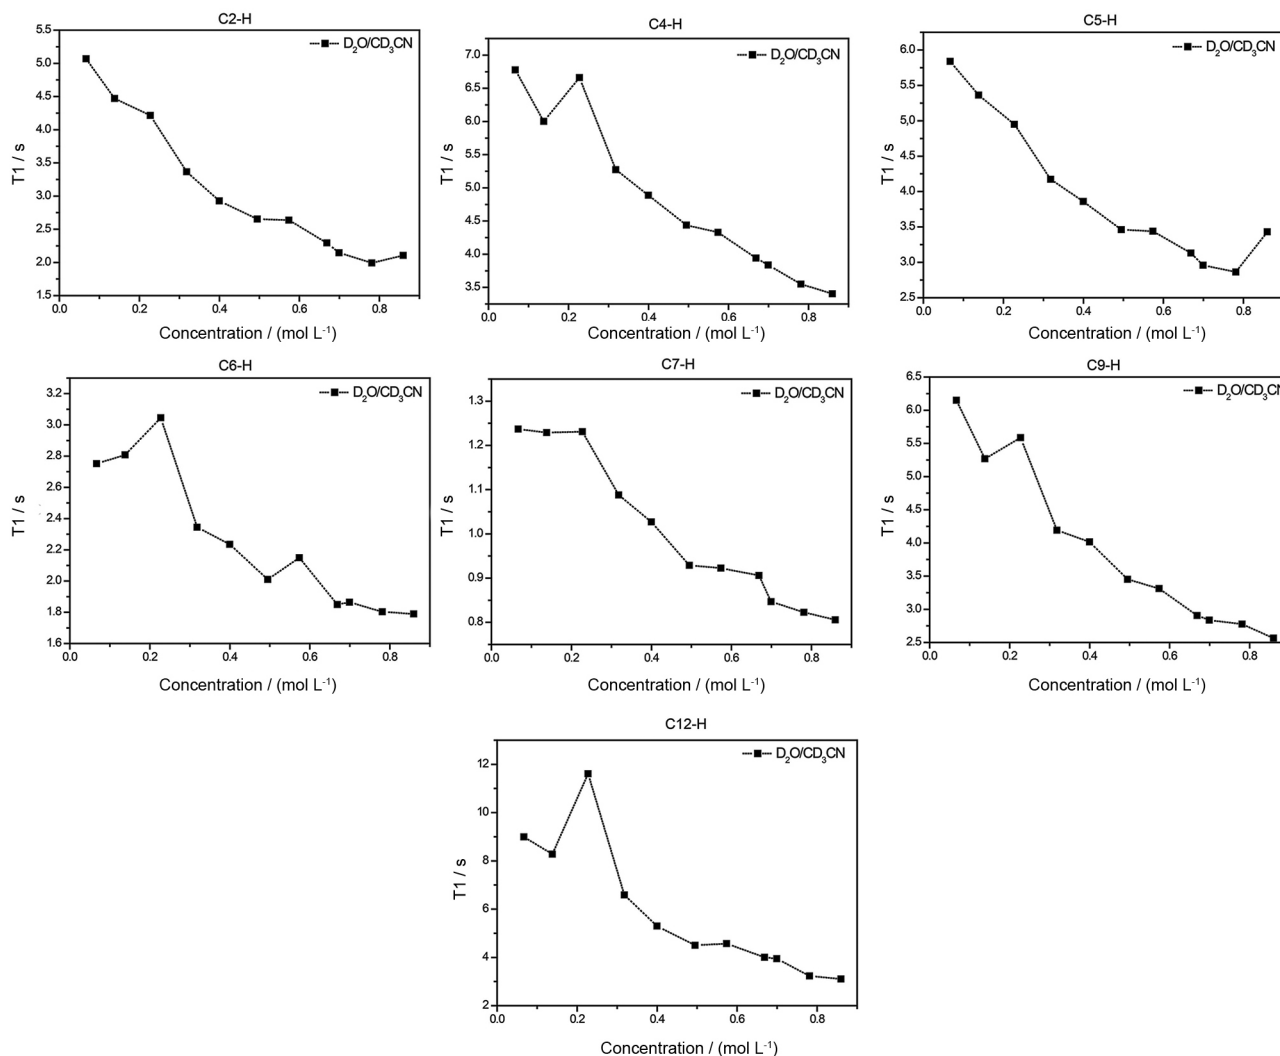 C2-H
D₂O/CD₃CN
5.5
5.0
4.5
4.0
3.5
3.0
2.5
2.0
1.5
T1 / s
0.0 0.2 0.4 0.6 0.8
Concentration / (mol L⁻¹)
C4-H
D₂O/CD₃CN
7.0
6.5
6.0
5.5
5.0
4.5
4.0
3.5
T1 / s
0.0 0.2 0.4 0.6 0.8
Concentration / (mol L⁻¹)
C5-H
D₂O/CD₃CN
6.0
5.5
5.0
4.5
4.0
3.5
3.0
2.5
T1 / s
0.0 0.2 0.4 0.6 0.8
Concentration / (mol L⁻¹)
C6-H
D₂O/CD₃CN
3.2
3.0
2.8
2.6
2.4
2.2
2.0
1.8
1.6
T1 / s
0.0 0.2 0.4 0.6 0.8
Concentration / (mol L⁻¹)
C7-H
D₂O/CD₃CN
1.3
1.2
1.1
1.0
0.9
0.8
T1 / s
0.0 0.2 0.4 0.6 0.8
Concentration / (mol L⁻¹)
C9-H
D₂O/CD₃CN
6.5
6.0
5.5
5.0
4.5
4.0
3.5
3.0
2.5
T1 / s
0.0 0.2 0.4 0.6 0.8
Concentration / (mol L⁻¹)
C12-H
D₂O/CD₃CN
12
10
8
6
4
2
T1 / s
0.0 0.2 0.4 0.6 0.8
Concentration / (mol L⁻¹)